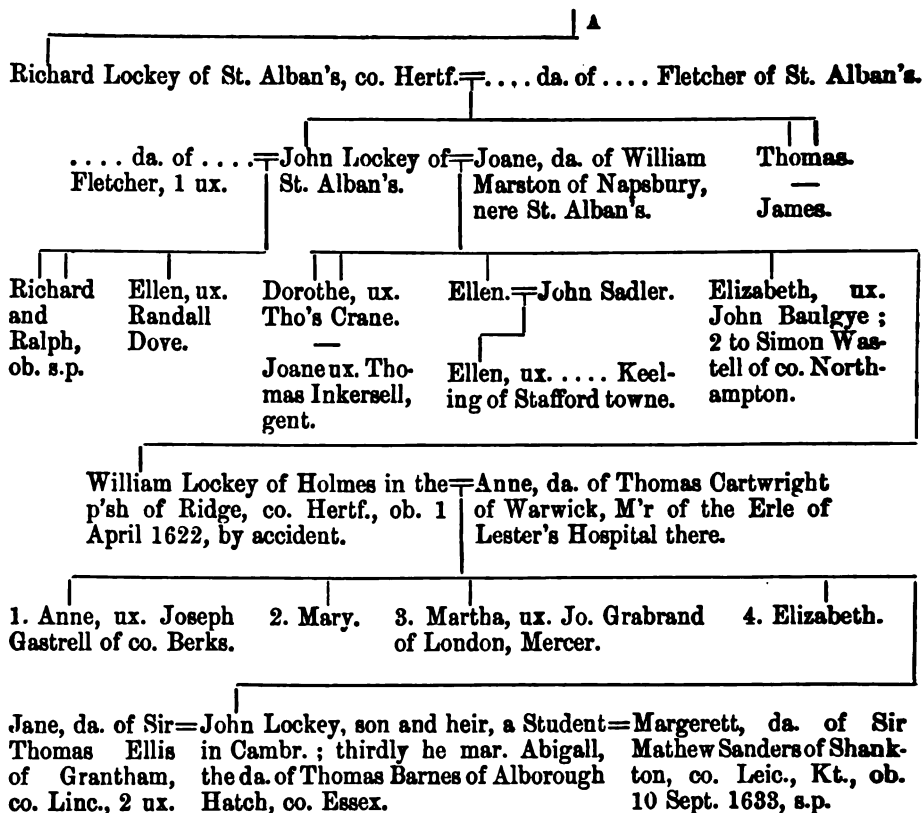 A
Richard Lockey of St. Alban's, co. Hertf.=.... da. of .... Fletcher of St. Alban's.
.... da. of ....=John Lockey of=Joane, da. of William Thomas.
Fletcher, 1 ux. St. Alban's. Marston of Napsbury, —
nere St. Alban's. James.
Richard Ellen, ux. Dorothe, ux. Ellen.=John Sadler. Elizabeth, ux.
and Randall Tho's Crane. John Baulgye ;
Ralph, Dove. — 2 to Simon Was-
ob. s.p. Joane ux. Tho- Ellen, ux. ..... Keel- tell of co. North-
mas Inkersell, ing of Stafford towne. ampton.
gent.
William Lockey of Holmes in the=Anne, da. of Thomas Cartwright
p'sh of Ridge, co. Hertf., ob. 1 of Warwick, M'r of the Erle of
April 1622, by accident. Lester's Hospital there.
1. Anne, ux. Joseph 2. Mary. 3. Martha, ux. Jo. Grabrand 4. Elizabeth.
Gastrell of co. Berks. of London, Mercer.
Jane, da. of Sir=John Lockey, son and heir, a Student=Margerett, da. of Sir
Thomas Ellis in Cambr. ; thirdly he mar. Abigall, Mathew Sanders of Shank-
of Grantham, the da. of Thomas Barnes of Alborough ton, co. Leic., Kt., ob.
co. Linc., 2 ux. Hatch, co. Essex. 10 Sept. 1633, s.p.